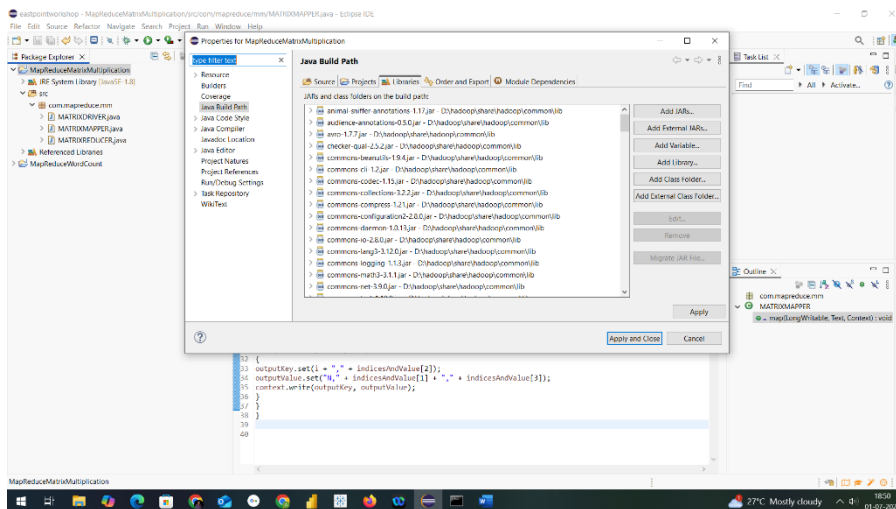 eastpointworkshop - MapReduceMatrixMultiplication/src/com/mapreduce/mm/MATRIXMAPPER.java - Eclipse IDE
File Edit Source Refactor Navigate Search Project Run Window Help
Package Explorer
MapReduceMatrixMultiplication
JRE System Library [JavaSE-1.8]
src
com.mapreduce.mm
MATRIXDRIVER.java
MATRIXMAPPER.java
MATRIXREDUCER.java
Referenced Libraries
MapReduceWordCount
Properties for MapReduceMatrixMultiplication
type filter text
Resource
Builders
Coverage
Java Build Path
Java Code Style
Java Compiler
Javadoc Location
Java Editor
Project Natures
Project References
Run/Debug Settings
Task Repository
WikiText
Java Build Path
Source Projects Libraries Order and Export Module Dependencies
JARs and class folders on the build path:
animal-sniffer-annotations-1.17.jar - D:\hadoop\share\hadoop\common\lib
audience-annotations-0.5.0.jar - D:\hadoop\share\hadoop\common\lib
avro-1.7.7.jar - D:\hadoop\share\hadoop\common\lib
checker-qual-2.5.2.jar - D:\hadoop\share\hadoop\common\lib
commons-beanutils-1.9.4.jar - D:\hadoop\share\hadoop\common\lib
commons-cli-1.2.jar - D:\hadoop\share\hadoop\common\lib
commons-codec-1.15.jar - D:\hadoop\share\hadoop\common\lib
commons-collections-3.2.2.jar - D:\hadoop\share\hadoop\common\lib
commons-compress-1.21.jar - D:\hadoop\share\hadoop\common\lib
commons-configuration2-2.8.0.jar - D:\hadoop\share\hadoop\common\lib
commons-daemon-1.0.13.jar - D:\hadoop\share\hadoop\common\lib
commons-io-2.8.0.jar - D:\hadoop\share\hadoop\common\lib
commons-lang3-3.12.0.jar - D:\hadoop\share\hadoop\common\lib
commons-logging-1.1.3.jar - D:\hadoop\share\hadoop\common\lib
commons-math3-3.1.1.jar - D:\hadoop\share\hadoop\common\lib
commons-net-3.9.0.jar - D:\hadoop\share\hadoop\common\lib
Add JARs...
Add External JARs...
Add Variable...
Add Library...
Add Class Folder...
Add External Class Folder...
Edit...
Remove
Migrate JAR File...
Apply
Apply and Close Cancel
Task List
Find All Activate...
Outline
com.mapreduce.mm
MATRIXMAPPER
map(LongWritable, Text, Context) : void
32 {
33 outputKey.set(i + "," + indicesAndValue[2]);
34 outputValue.set("N," + indicesAndValue[1] + "," + indicesAndValue[3]);
35 context.write(outputKey, outputValue);
36 }
37 }
38 }
39
40
MapReduceMatrixMultiplication
27°C Mostly cloudy
18:50